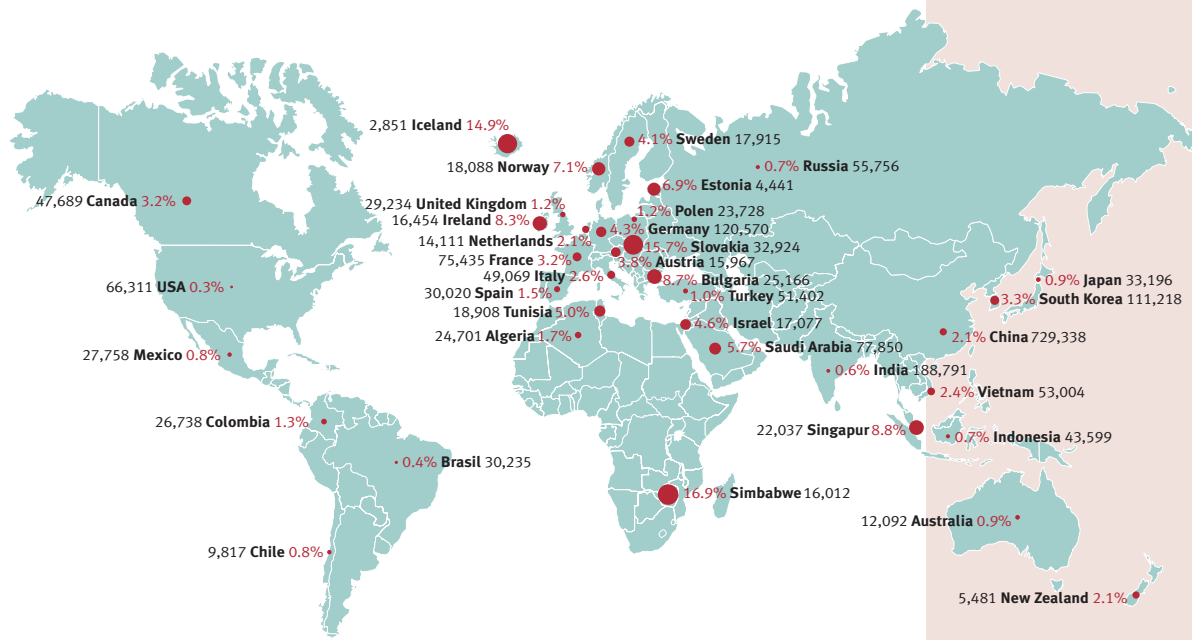 2,851 Iceland 14.9%
4.1% Sweden 17,915
18,088 Norway 7.1%
0.7% Russia 55,756
6.9% Estonia 4,441
47,689 Canada 3.2%
29,234 United Kingdom 1.2%
1.2% Polen 23,728
16,454 Ireland 8.3%
4.3% Germany 120,570
14,111 Netherlands 2.1%
15.7% Slovakia 32,924
75,435 France 3.2%
3.8% Austria 15,967
49,069 Italy 2.6%
8.7% Bulgaria 25,166
66,311 USA 0.3%
30,020 Spain 1.5%
1.0% Turkey 51,402
0.9% Japan 33,196
3.3% South Korea 111,218
18,908 Tunisia 5.0%
4.6% Israel 17,077
24,701 Algeria 1.7%
2.1% China 729,338
27,758 Mexico 0.8%
5.7% Saudi Arabia 77,850
0.6% India 188,791
2.4% Vietnam 53,004
26,738 Colombia 1.3%
22,037 Singapur 8.8%
0.7% Indonesia 43,599
0.4% Brasil 30,235
16.9% Simbabwe 16,012
12,092 Australia 0.9%
9,817 Chile 0.8%
5,481 New Zealand 2.1%